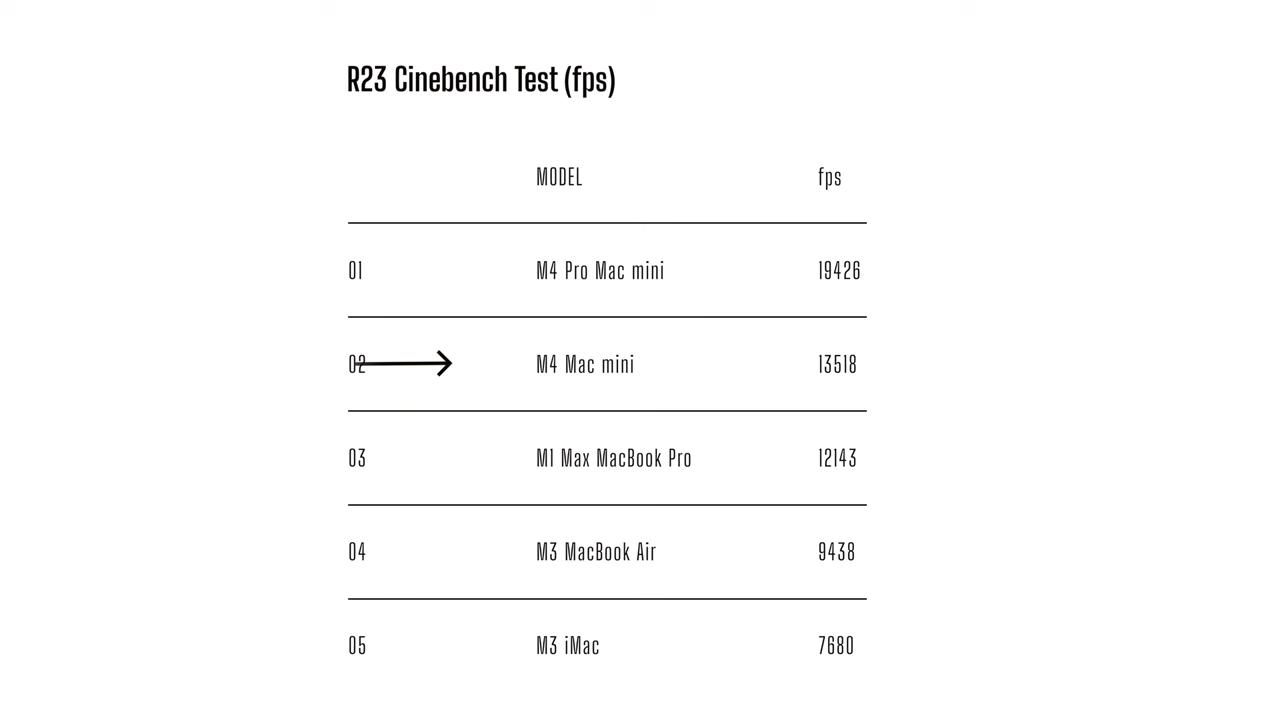 R23 Cinebench Test (fps)
MODEL fps
01 M4 Pro Mac mini 19426
02 M4 Mac mini 13518
03 M1 Max MacBook Pro 12143
04 M3 MacBook Air 9438
05 M3 iMac 7680